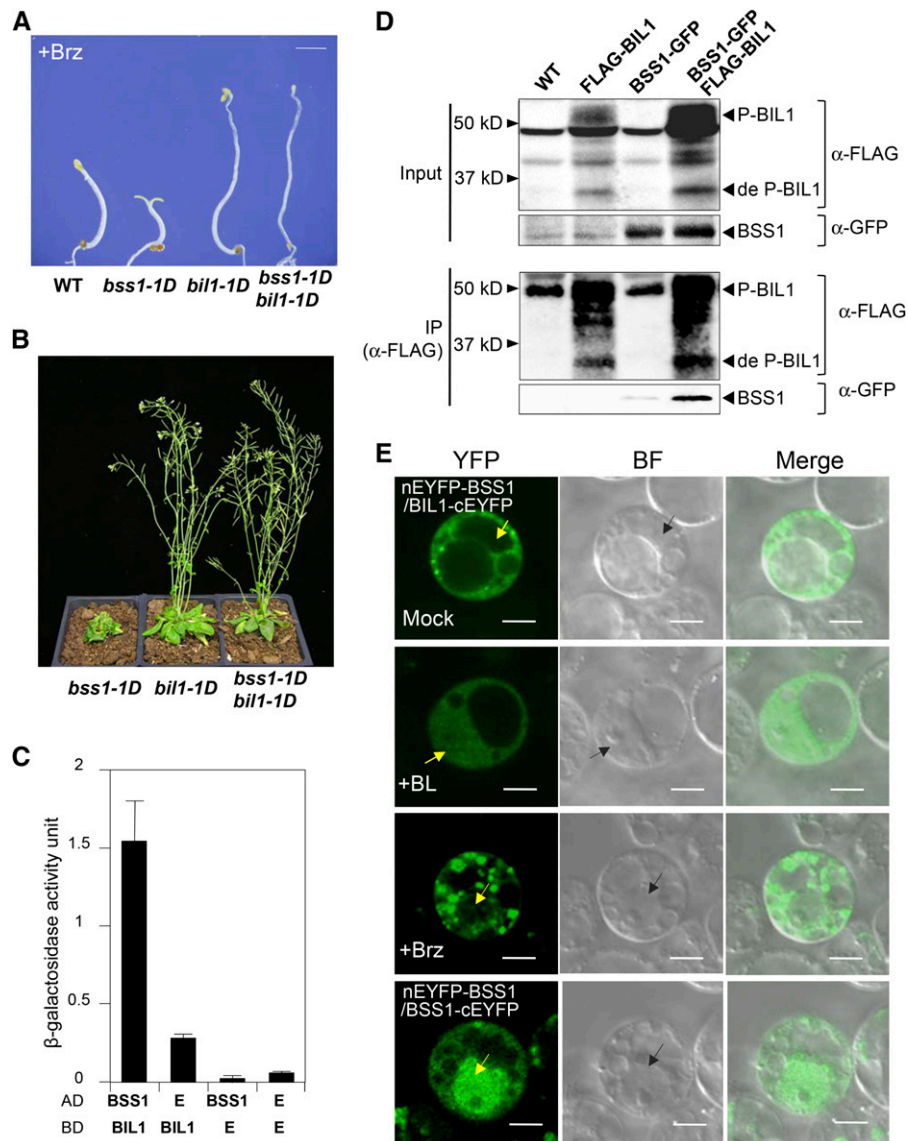 A
+Brz
WT bss1-1D bil1-1D bss1-1D
bil1-1D
B
bss1-1D bil1-1D bss1-1D
bil1-1D
C
β-galactosidase activity unit
2
1.5
1
0.5
0
AD BSS1 E BSS1 E
BD BIL1 BIL1 E E
D
WT
FLAG-BIL1
BSS1-GFP
BSS1-GFP
FLAG-BIL1
Input
50 kD
37 kD
P-BIL1
de P-BIL1
α-FLAG
BSS1
α-GFP
IP
(α-FLAG)
50 kD
37 kD
P-BIL1
de P-BIL1
α-FLAG
BSS1
α-GFP
E
YFP BF Merge
nEYFP-BSS1
/BIL1-cEYFP
Mock
+BL
+Brz
nEYFP-BSS1
/BSS1-cEYFP